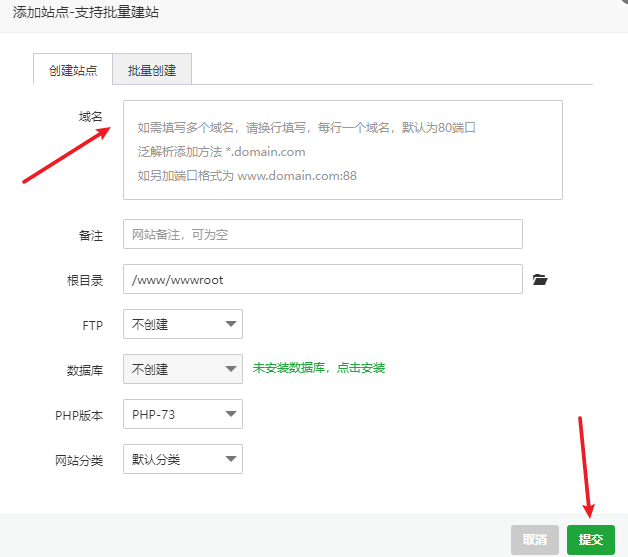 添加站点-支持批量建站
创建站点
批量创建
域名
如需填写多个域名，请换行填写，每行一个域名，默认为80端口
泛解析添加方法 *.domain.com
如另加端口格式为 www.domain.com:88
备注
网站备注，可为空
根目录
/www/wwwroot
FTP
不创建
数据库
不创建
未安装数据库，点击安装
PHP版本
PHP-73
网站分类
默认分类
取消
提交